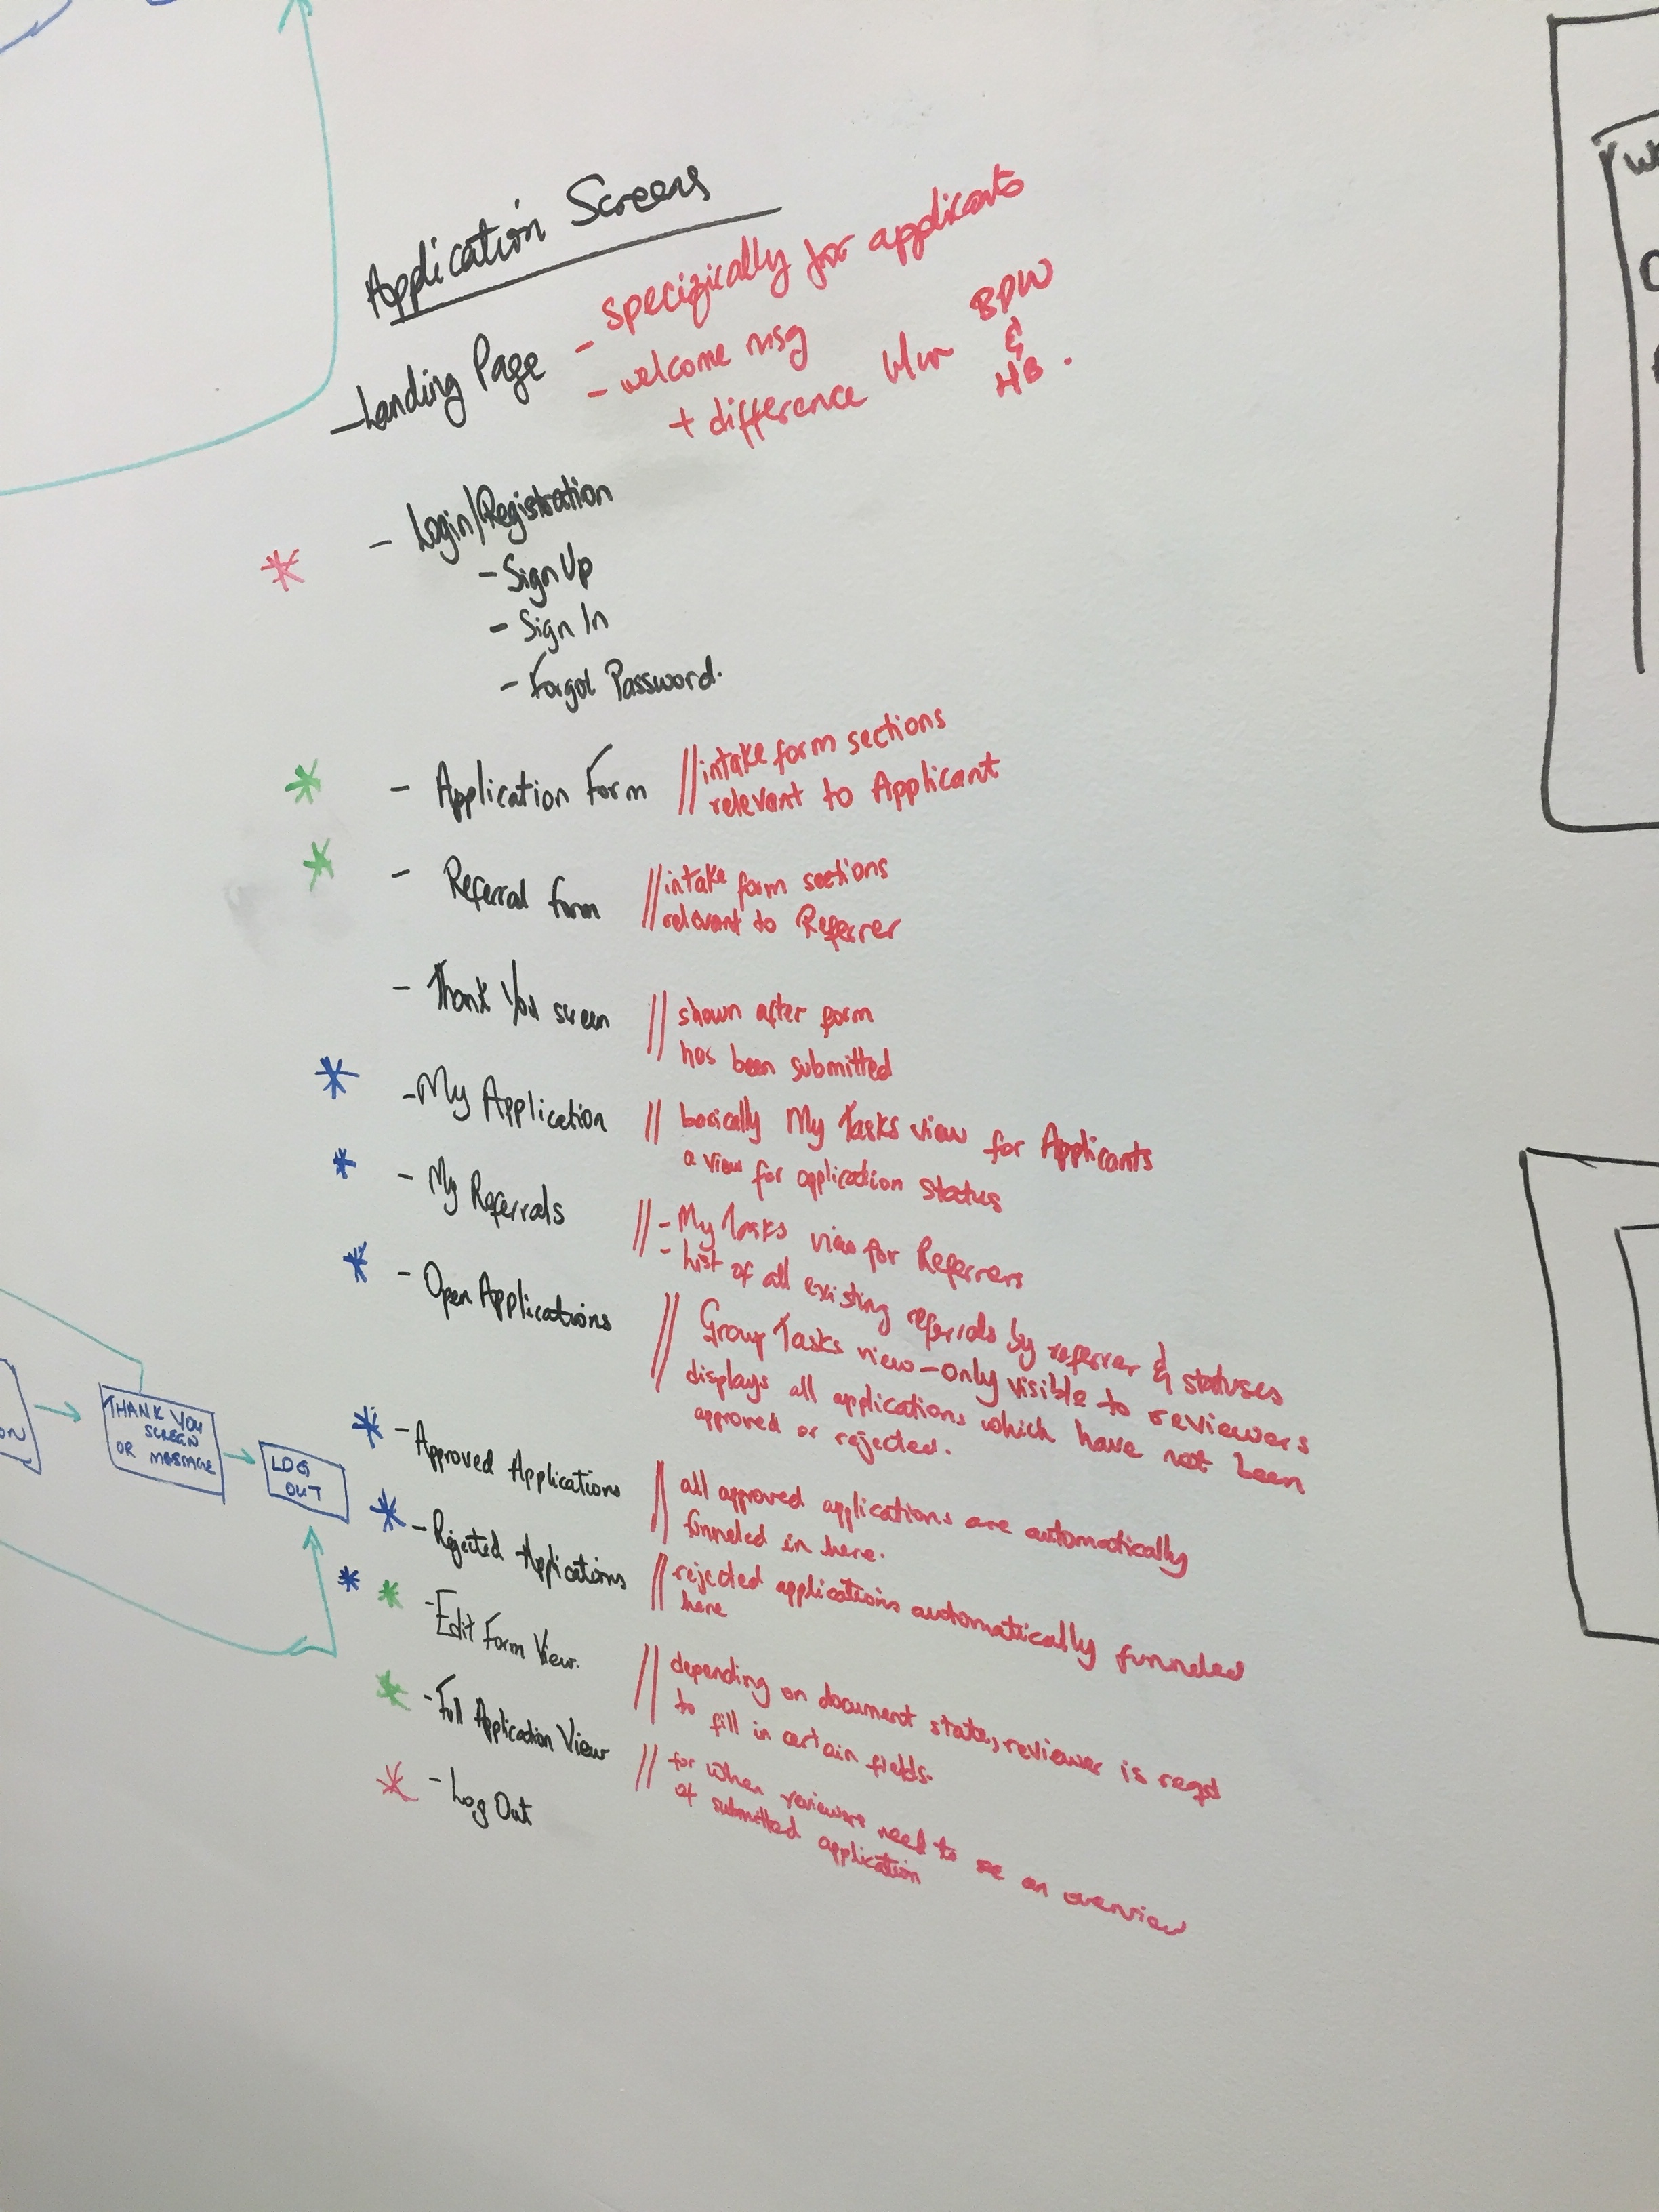 Application Screens
- Landing Page
- specifically for applicants
- welcome msg
+ difference b/w BDW & HB.
- Login/Registration
- Sign Up
- Sign In
- Forgot Password.
- Application Form
// intake form sections
relevant to Applicant
- Referral Form
// intake form sections
relevant to Referrer
- Thank You screen
// shown after form
has been submitted
- My Application
// basically My Tasks view for Applicants
a view for application status
- My Referrals
// - My Tasks view for Referrers
- list of all existing referrals by referrer & statuses
- Open Applications
// Group Tasks view - only visible to reviewers
displays all applications which have not been
approved or rejected.
- Approved Applications
// all approved applications are automatically
funneled in here.
- Rejected Applications
// rejected applications automatically funneled
here
- Edit Form View.
// depending on document state, reviewer is reqd
to fill in certain fields.
- Full Application View
// for when reviewers need to see an overview
of submitted application
- Log Out
ON
THANK YOU
SCREEN
OR MESSAGE
LOG
OUT